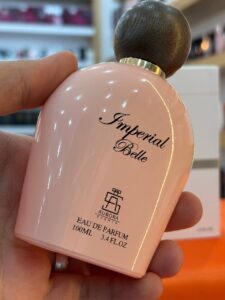 Imperial
Belle
EAU DE PARFUM
100ML 3.4 FL.OZ